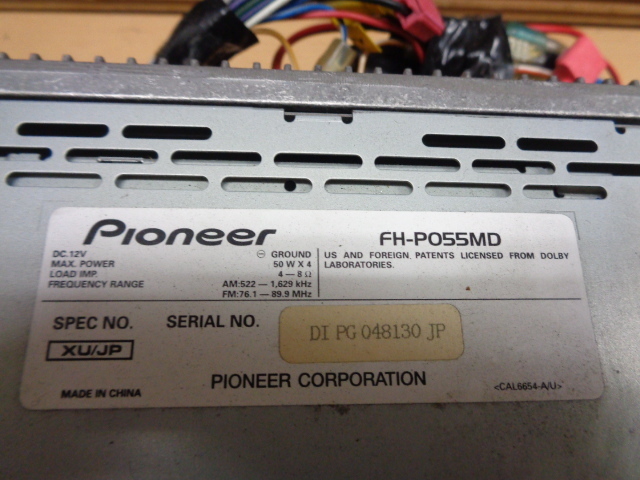 Pioneer
FH-P055MD
DC.12V ⊖ GROUND
MAX. POWER 50 W X 4
LOAD IMP. 4 — 8 Ω
FREQUENCY RANGE AM:522 — 1,629 kHz
FM:76.1 — 89.9 MHz
US AND FOREIGN PATENTS LICENSED FROM DOLBY
LABORATORIES.
SPEC NO. SERIAL NO. DI PG 048130 JP
XU/JP
PIONEER CORPORATION
MADE IN CHINA <CAL6654-A/U>